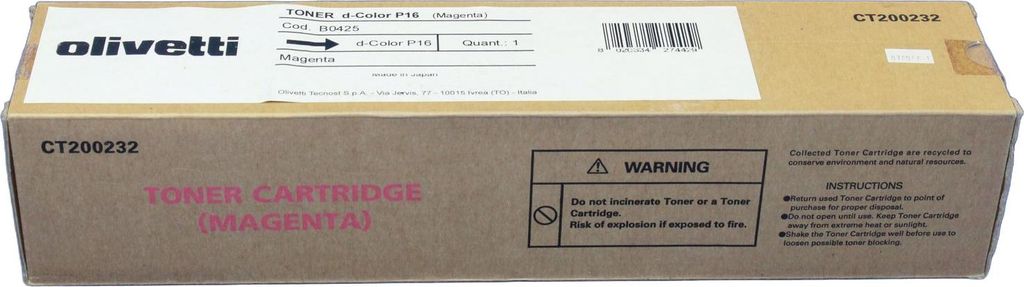 olivetti
TONER d-Color P16 (Magenta)
Cod. B0425
d-Color P16 Quant.: 1
Magenta
Made in Japan
Olivetti Tecnost S.p.A. - Via Jervis, 77 - 10015 Ivrea (TO) - Italia
8 020334 274429
CT200232
CT200232
TONER CARTRIDGE
(MAGENTA)
WARNING
Do not incinerate Toner or a Toner
Cartridge.
Risk of explosion if exposed to fire.
Collected Toner Cartridge are recycled to
conserve environment and natural resources.
INSTRUCTIONS
●Return used Toner Cartridge to point of
purchase for proper disposal.
●Do not open until use. Keep Toner Cartridge
away from extreme heat or sunlight.
●Shake the Toner Cartridge well before use to
loosen possible toner blocking.